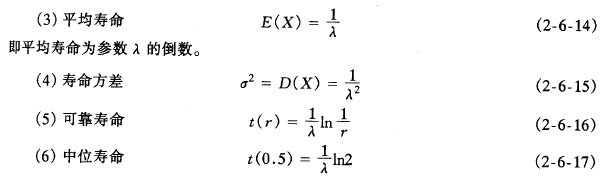 (3) 平均寿命 E(X) = 1/λ (2-6-14)
即平均寿命为参数 λ 的倒数。
(4) 寿命方差 σ² = D(X) = 1/λ² (2-6-15)
(5) 可靠寿命 t(r) = 1/λ ln 1/r (2-6-16)
(6) 中位寿命 t(0.5) = 1/λ ln2 (2-6-17)